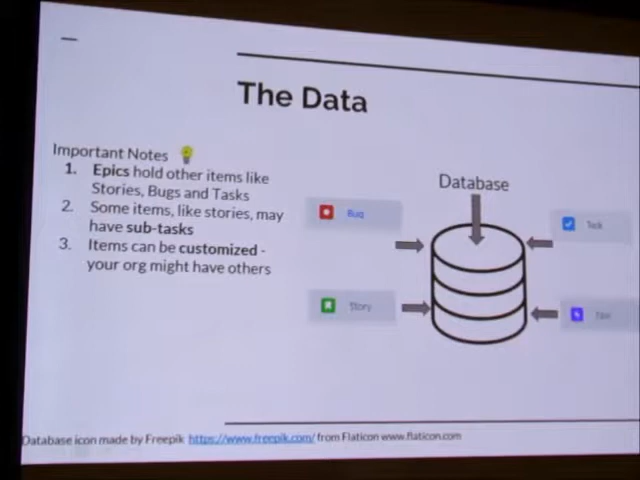 The Data
Important Notes
1. Epics hold other items like
Stories, Bugs and Tasks
2. Some items, like stories, may
have sub-tasks
3. Items can be customized -
your org might have others
Database
Bug
Task
Story
Epic
Database icon made by Freepik https://www.freepik.com/ from Flaticon www.flaticon.com